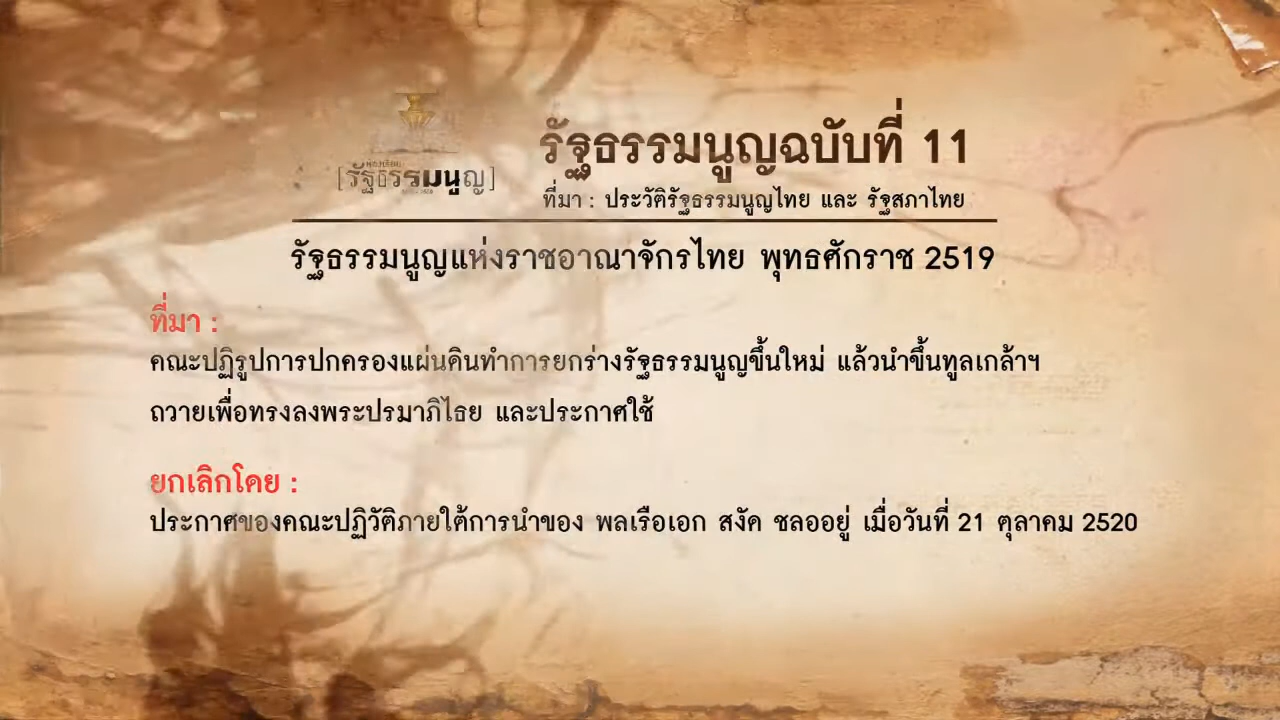 รัฐธรรมนูญฉบับที่ 11
[รัฐธรรมนูญ]
ที่มา : ประวัติรัฐธรรมนูญไทย และ รัฐสภาไทย
รัฐธรรมนูญแห่งราชอาณาจักรไทย พุทธศักราช 2519
ที่มา :
คณะปฏิรูปการปกครองแผ่นดินทำการยกร่างรัฐธรรมนูญขึ้นใหม่ แล้วนำขึ้นทูลเกล้าฯ
ถวายเพื่อทรงลงพระปรมาภิไธย และประกาศใช้
ยกเลิกโดย :
ประกาศของคณะปฏิวัติภายใต้การนำของ พลเรือเอก สงัด ชลออยู่ เมื่อวันที่ 21 ตุลาคม 2520